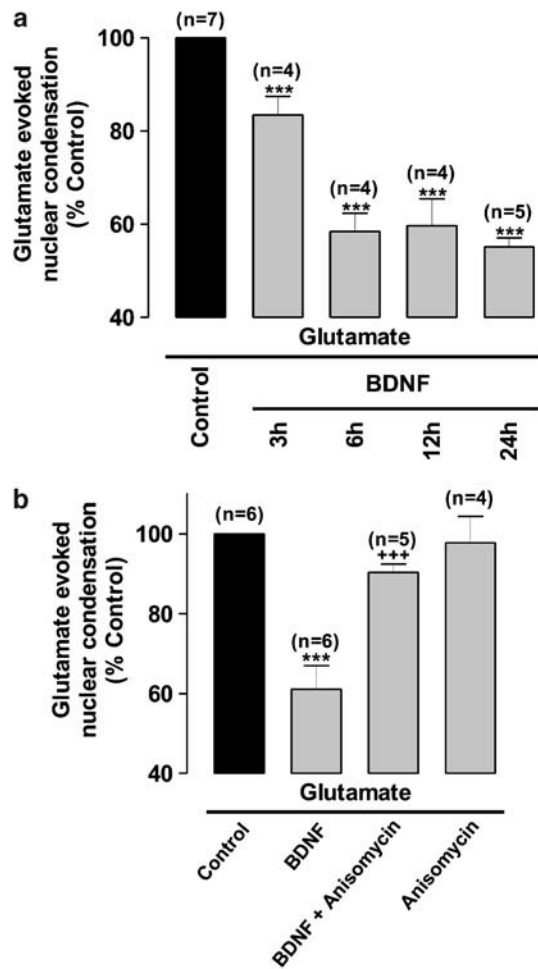 a
(n=7)
(n=4)
***
(n=4)
***
(n=4)
***
(n=5)
***
Glutamate evoked
nuclear condensation
(% Control)
100
80
60
40
Glutamate
Control
BDNF
3h
6h
12h
24h
b
(n=6)
(n=6)
***
(n=5)
+++
(n=4)
Glutamate evoked
nuclear condensation
(% Control)
100
80
60
40
Glutamate
Control
BDNF
BDNF + Anisomycin
Anisomycin